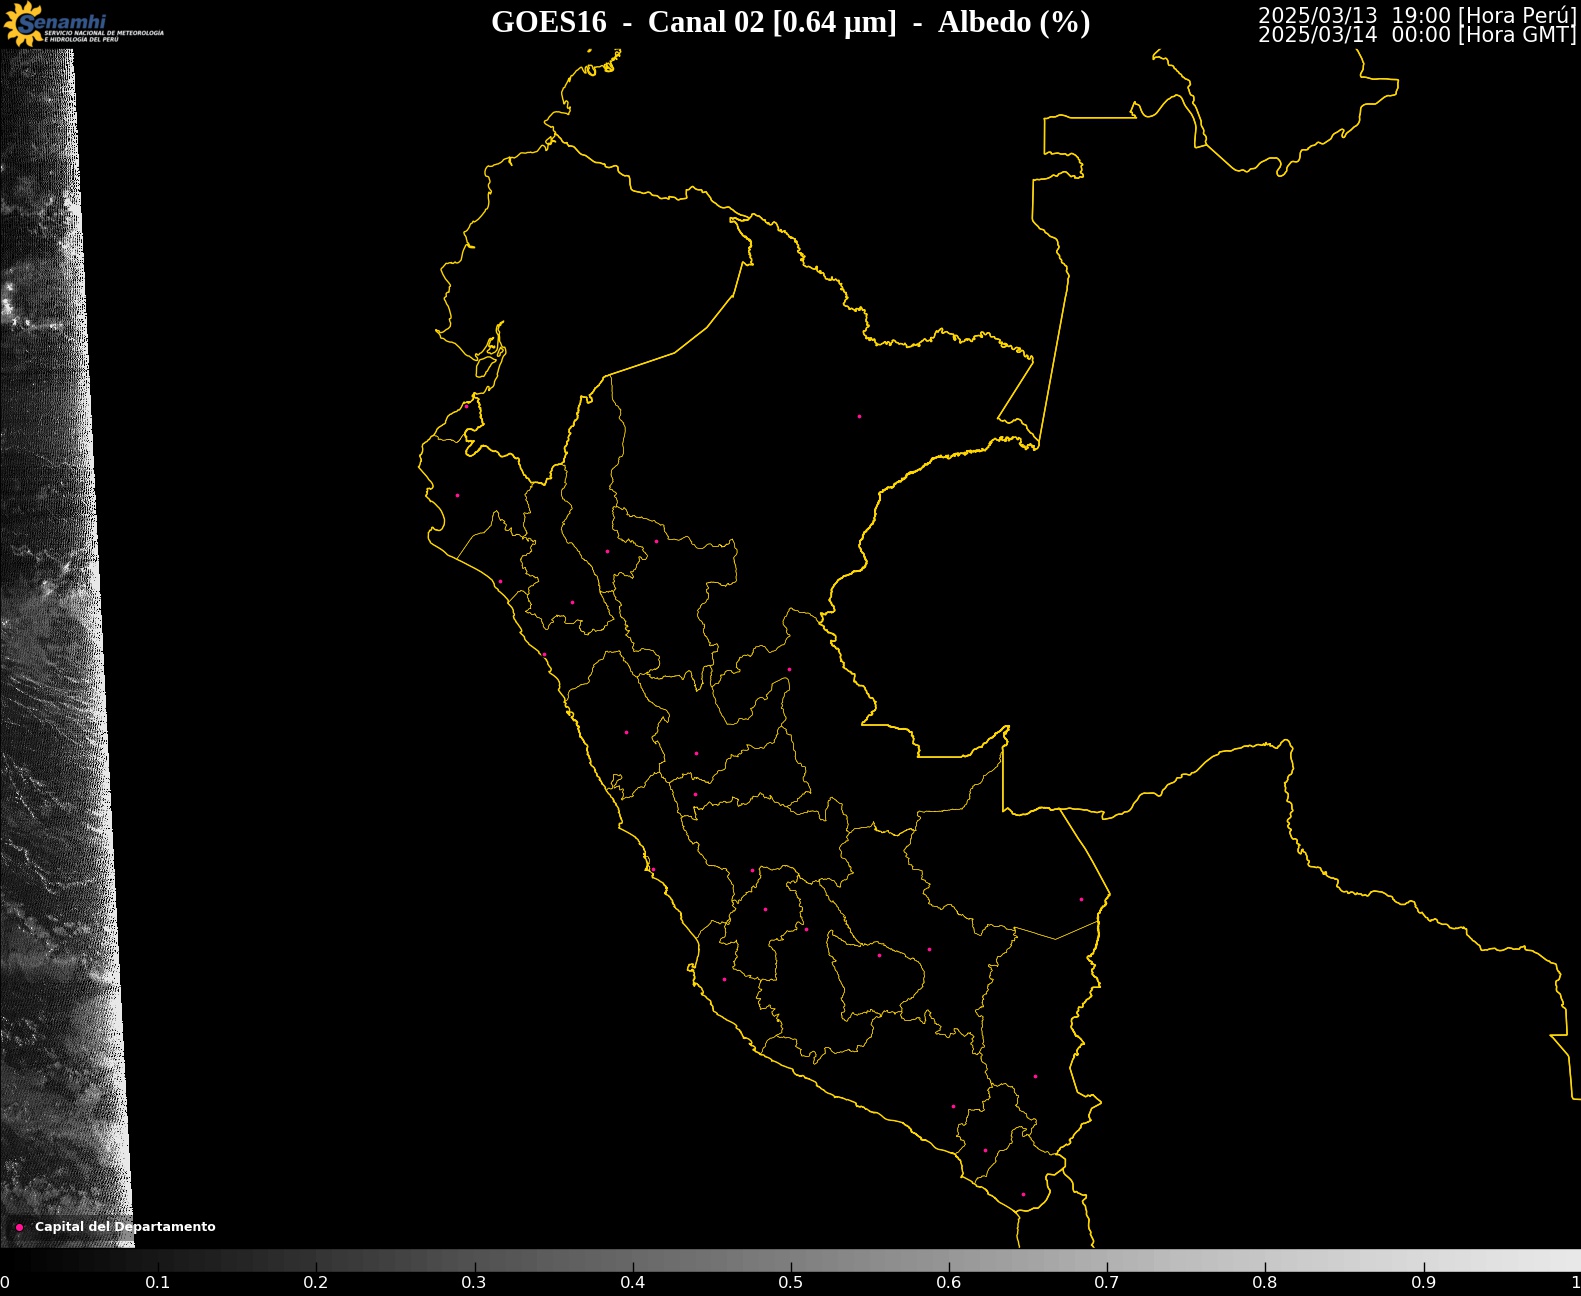 Senamhi
SERVICIO NACIONAL DE METEOROLOGÍA
E HIDROLOGÍA DEL PERÚ
GOES16 - Canal 02 [0.64 µm] - Albedo (%)
2025/03/13 19:00 [Hora Perú]
2025/03/14 00:00 [Hora GMT]
Capital del Departamento
0 0.1 0.2 0.3 0.4 0.5 0.6 0.7 0.8 0.9 1